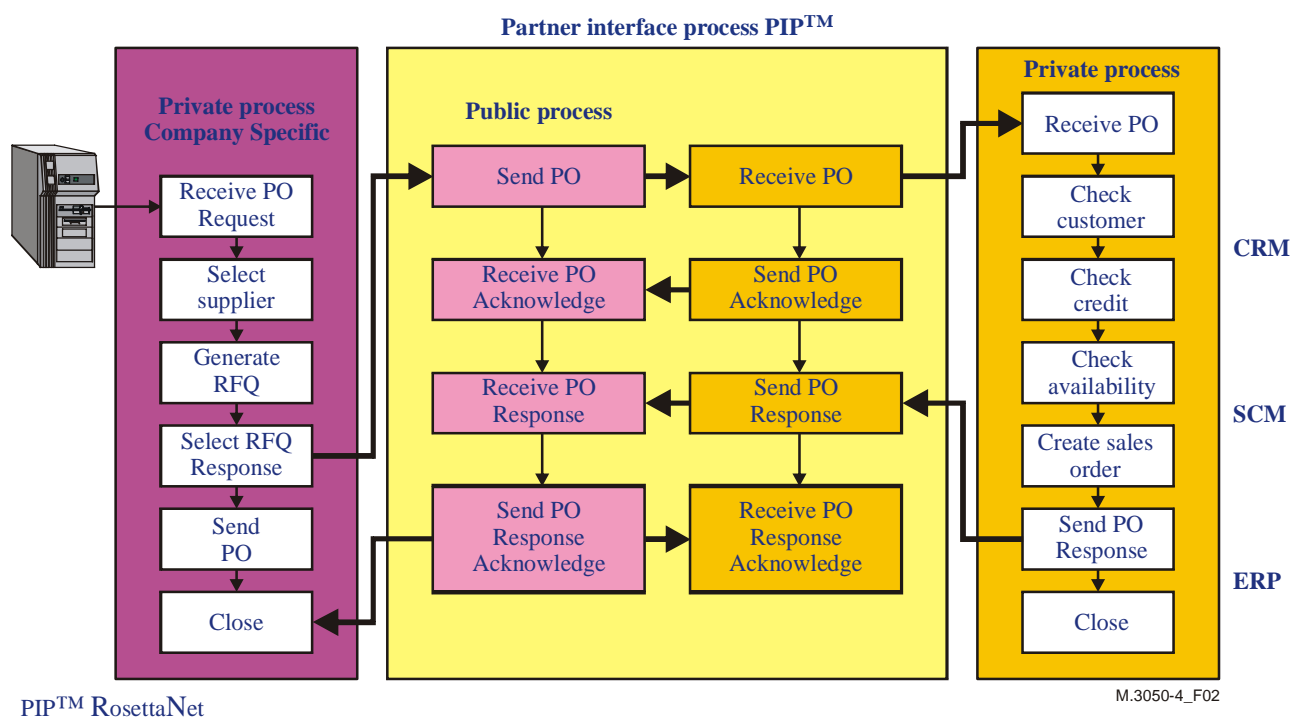 Partner interface process PIP™
Private process
Company Specific
Receive PO
Request
Select
supplier
Generate
RFQ
Select RFQ
Response
Send
PO
Close
Public process
Send PO
Receive PO
Receive PO
Acknowledge
Send PO
Acknowledge
Receive PO
Response
Send PO
Response
Send PO
Response
Acknowledge
Receive PO
Response
Acknowledge
Private process
Receive PO
Check
customer
Check
credit
Check
availability
Create sales
order
Send PO
Response
Close
CRM
SCM
ERP
M.3050-4_F02
PIP™ RosettaNet